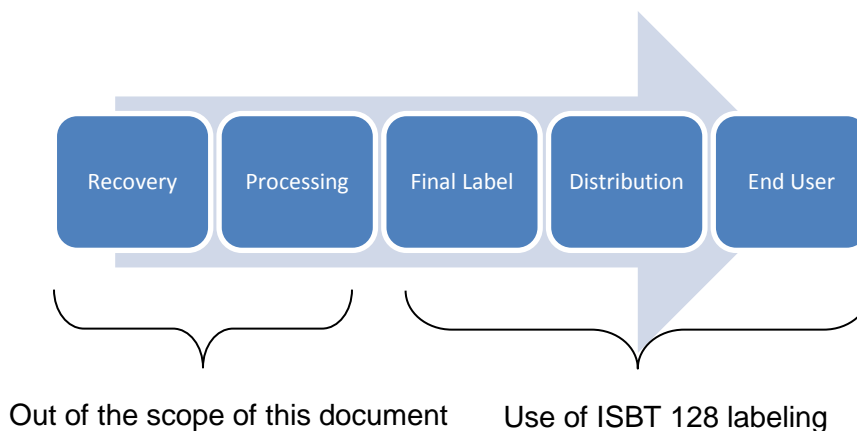 Recovery
Processing
Final Label
Distribution
End User
Out of the scope of this document
Use of ISBT 128 labeling